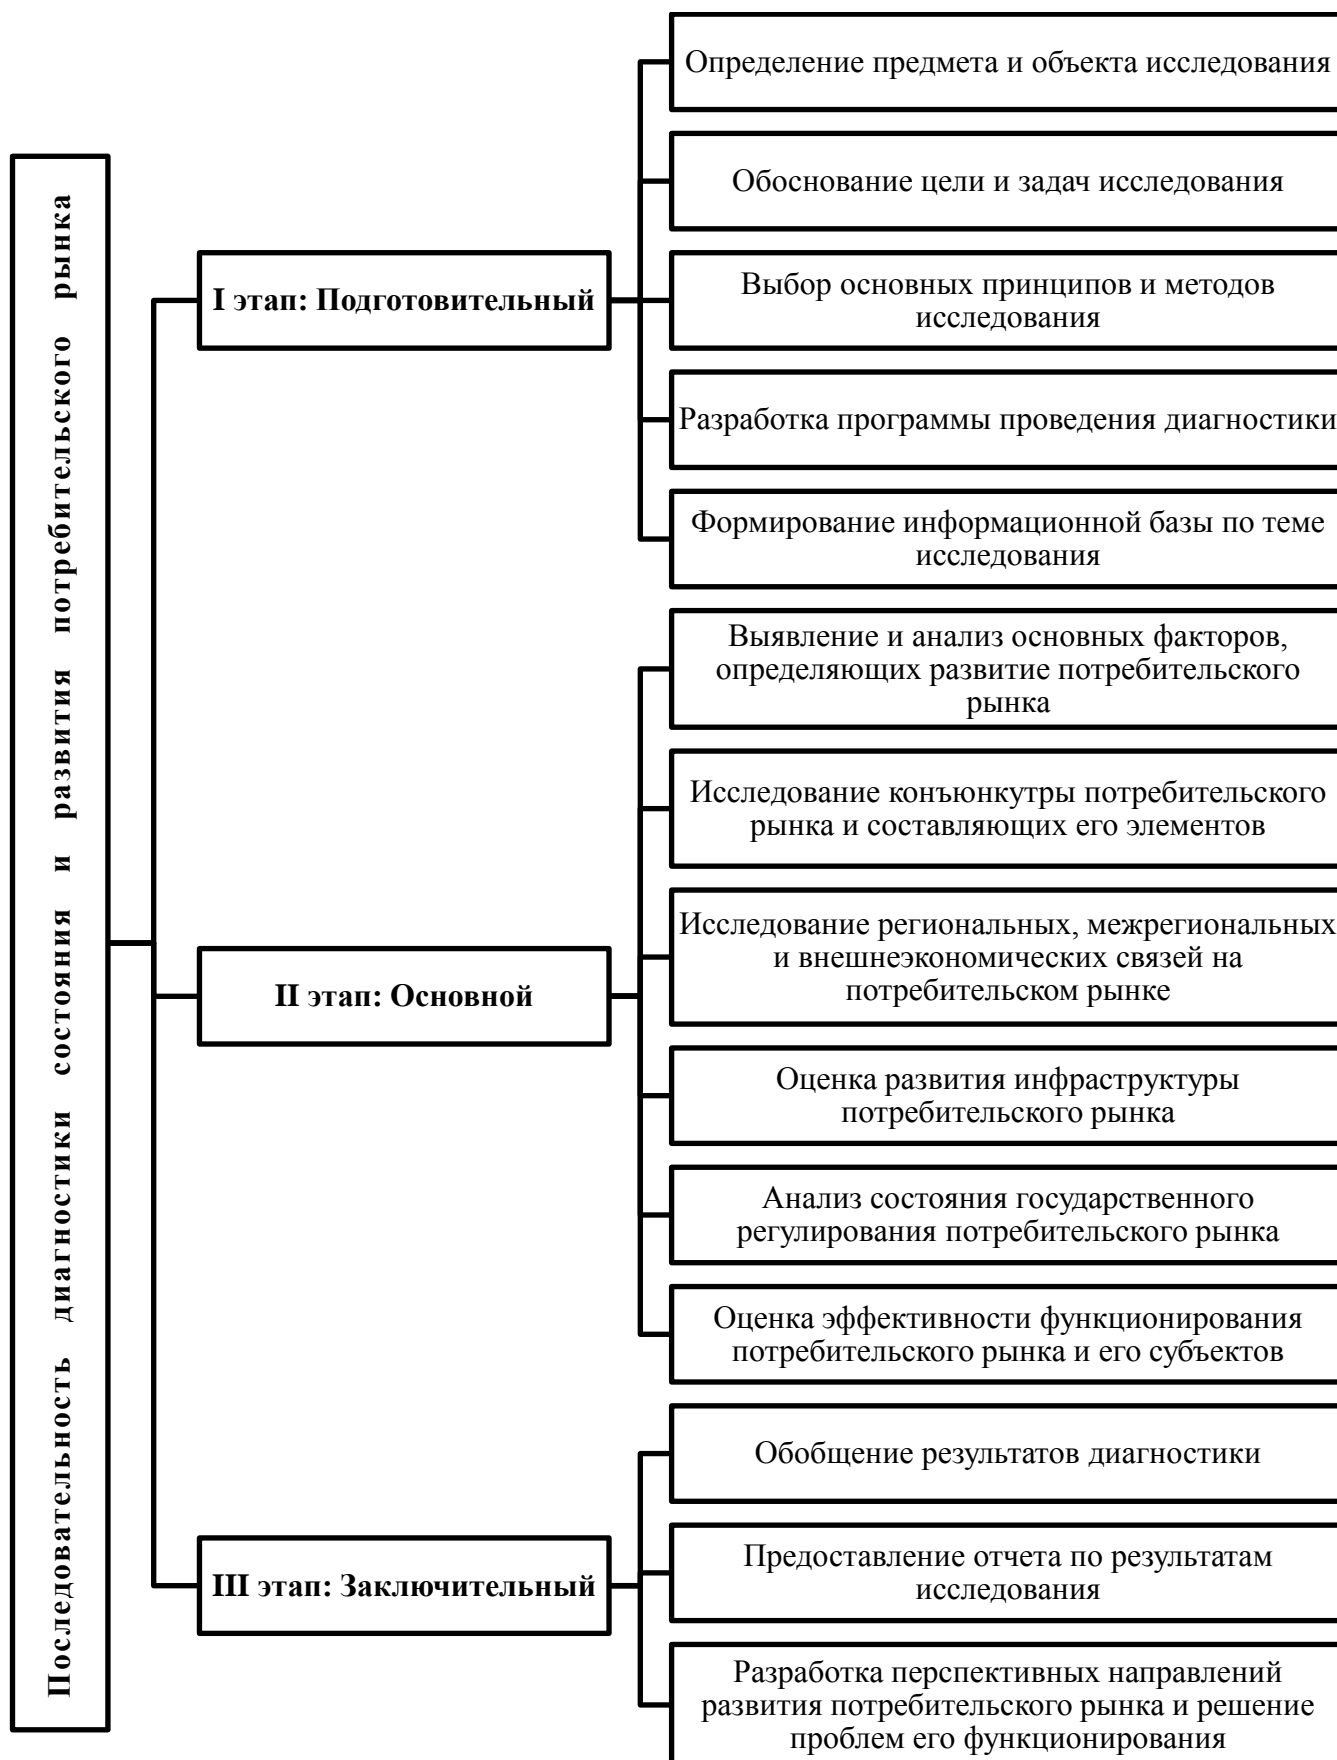 Последовательность диагностики состояния и развития потребительского рынка
I этап: Подготовительный
Определение предмета и объекта исследования
Обоснование цели и задач исследования
Выбор основных принципов и методов
исследования
Разработка программы проведения диагностики
Формирование информационной базы по теме
исследования
II этап: Основной
Выявление и анализ основных факторов,
определяющих развитие потребительского
рынка
Исследование конъюнкутры потребительского
рынка и составляющих его элементов
Исследование региональных, межрегиональных
и внешнеэкономических связей на
потребительском рынке
Оценка развития инфраструктуры
потребительского рынка
Анализ состояния государственного
регулирования потребительского рынка
Оценка эффективности функционирования
потребительского рынка и его субъектов
III этап: Заключительный
Обобщение результатов диагностики
Предоставление отчета по результатам
исследования
Разработка перспективных направлений
развития потребительского рынка и решение
проблем его функционирования